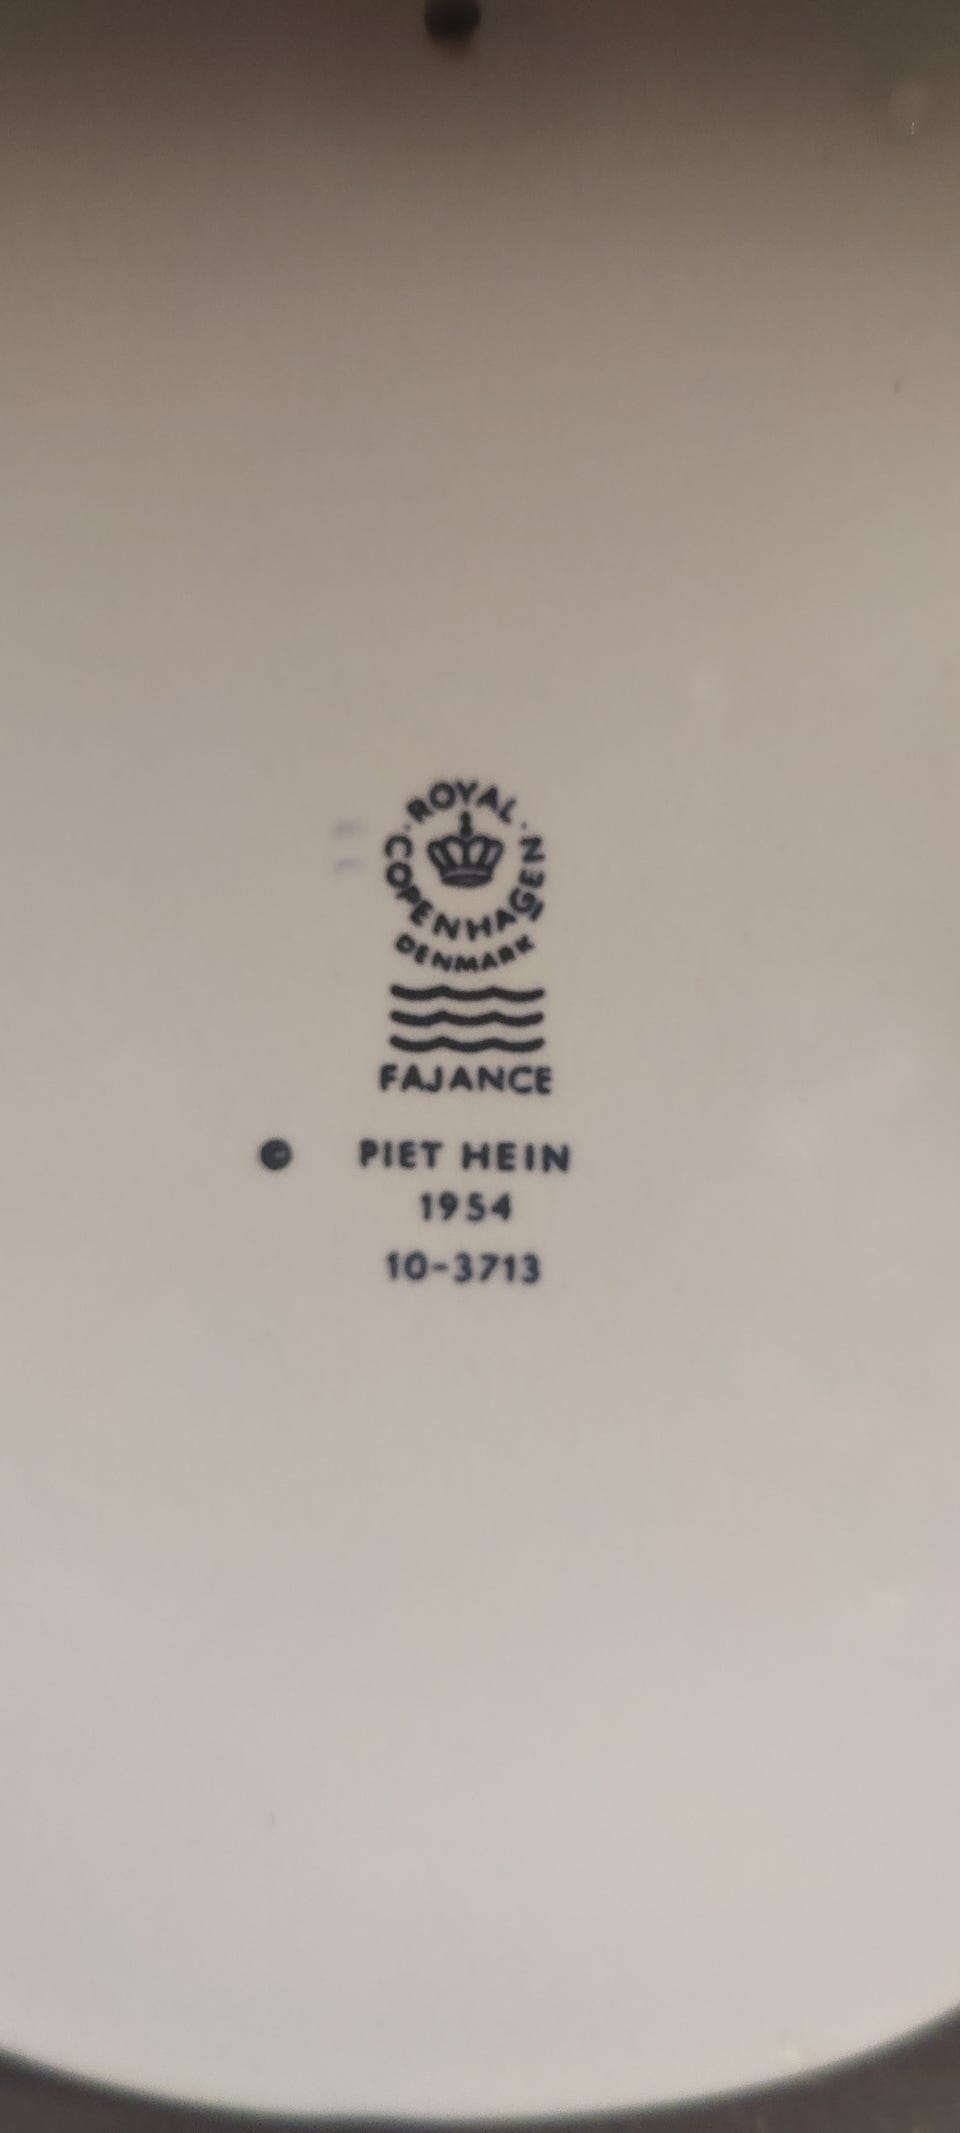 ROYAL
COPENHAGEN
DENMARK
FAJANCE
PIET HEIN
1954
10-3713